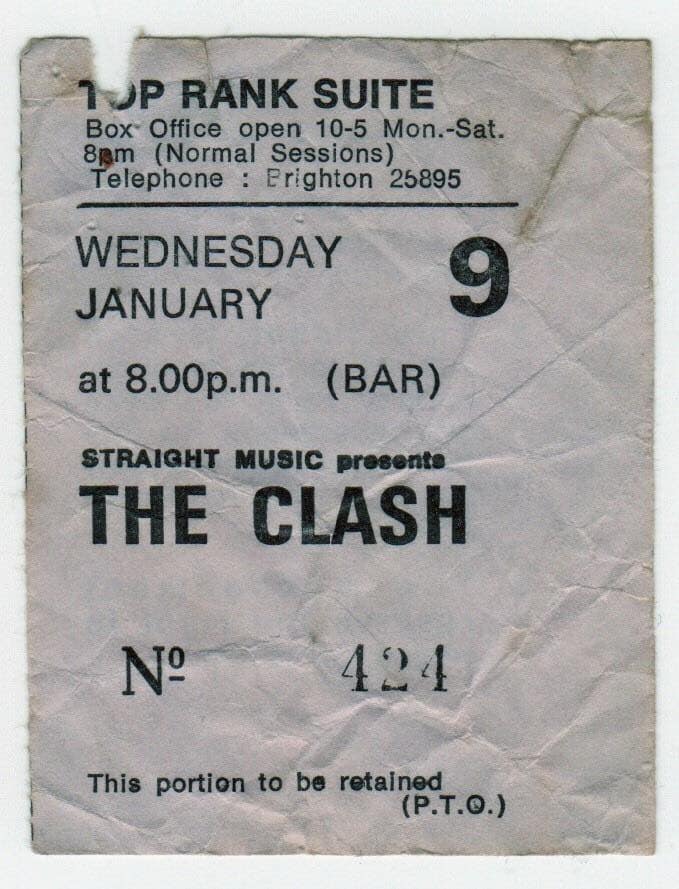 TOP RANK SUITE
Box Office open 10-5 Mon.-Sat.
8pm (Normal Sessions)
Telephone : Brighton 25895
WEDNESDAY 9
JANUARY
at 8.00p.m. (BAR)
STRAIGHT MUSIC presents
THE CLASH
Nº 424
This portion to be retained
(P.T.O.)